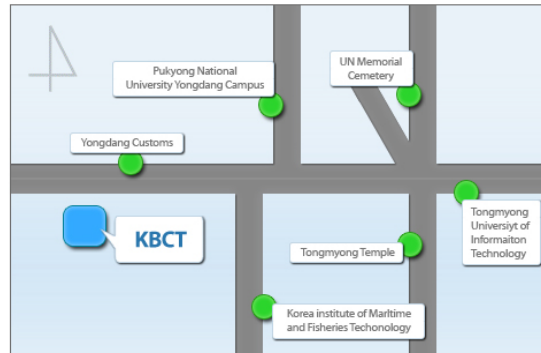 UN Memorial
Cemetery
Pukyong National
University Yongdang Campus
Yongdang Customs
KBCT
Tongmyong
Universiyt of
Informaiton
Technology
Tongmyong Temple
Korea institute of Marltime
and Fisheries Techonology